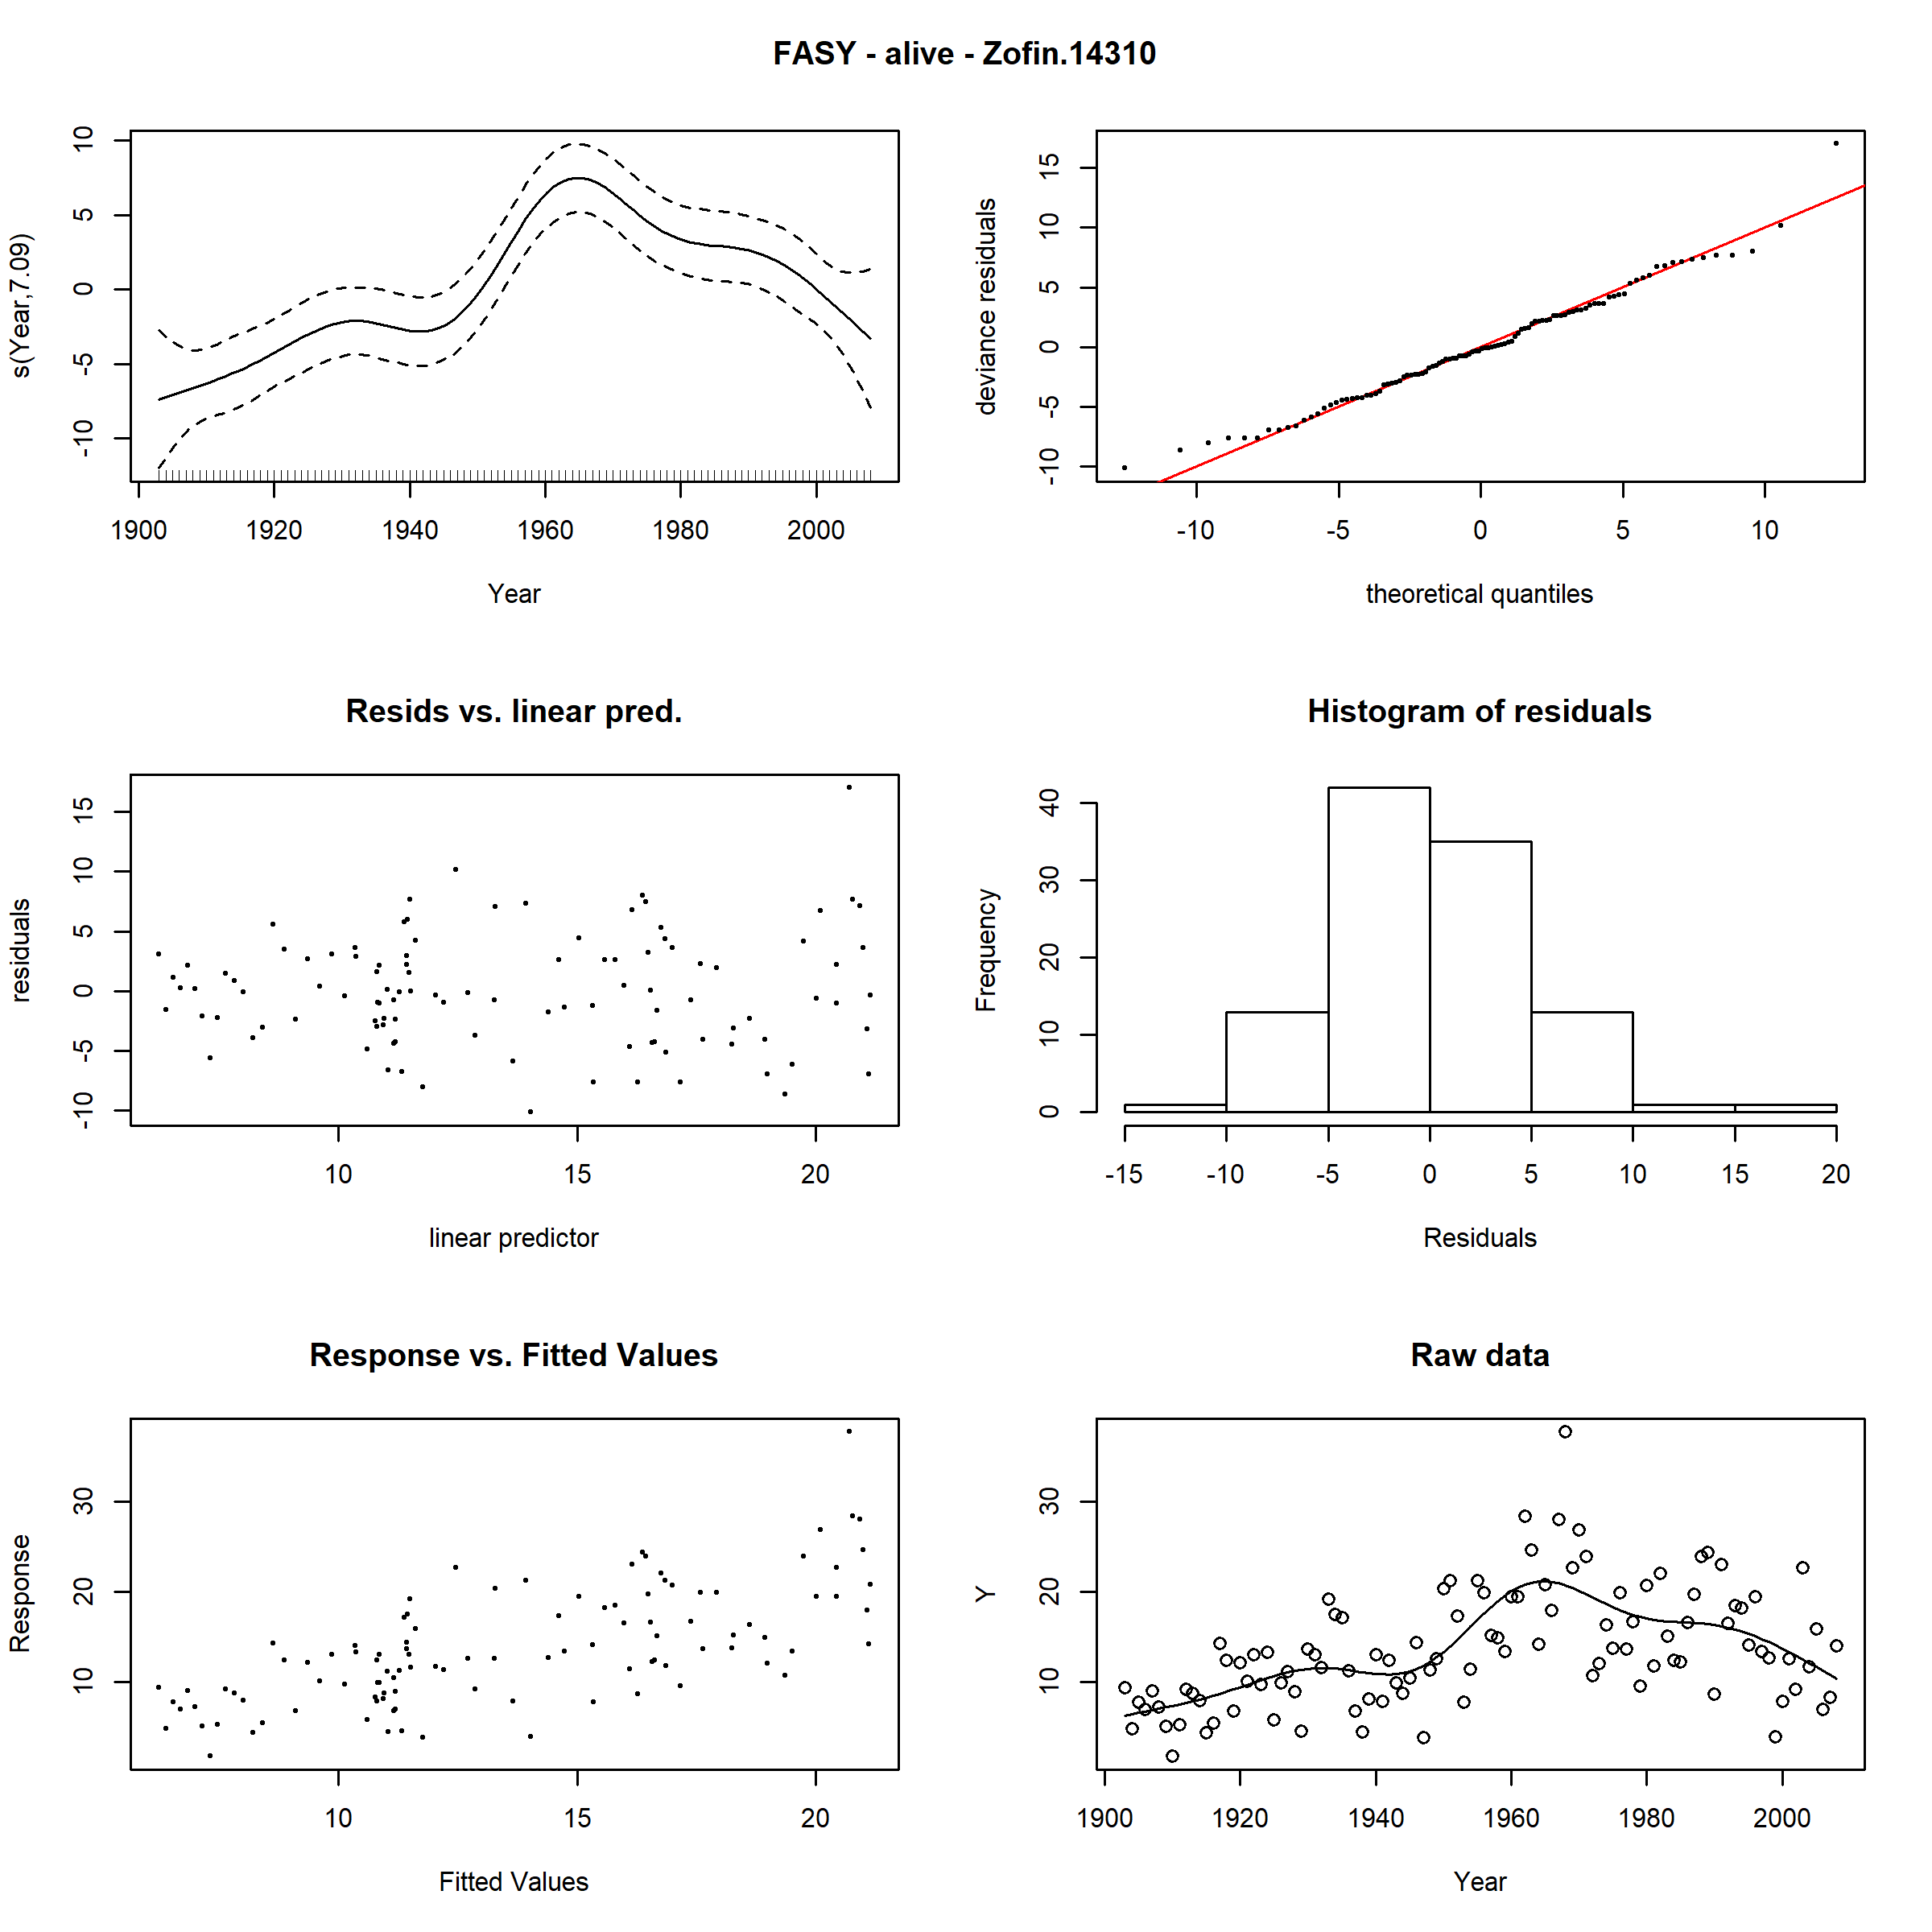 FASY - alive - Zofin.14310
s(Year,7.09)
-10 -5 0 5 10
1900 1920 1940 1960 1980 2000
Year
deviance residuals
-10 -5 0 5 10 15
-10 -5 0 5 10
theoretical quantiles
Resids vs. linear pred.
residuals
-10 -5 0 5 10 15
10 15 20
linear predictor
Histogram of residuals
Frequency
0 10 20 30 40
-15 -10 -5 0 5 10 15 20
Residuals
Response vs. Fitted Values
Response
10 20 30
10 15 20
Fitted Values
Raw data
Y
10 20 30
1900 1920 1940 1960 1980 2000
Year